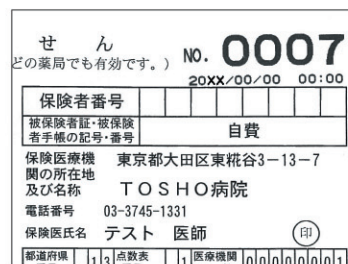 せ ん
どの薬局でも有効です。)
NO. 0007
20XX/00/00 00:00
保険者番号
被保険者証・被保険
者手帳の記号・番号
自費
保険医療機
関の所在地
及び名称
東京都大田区東糀谷3-13-7
TOSHO病院
電話番号 03-3745-1331
保険医氏名 テスト 医師 印
都道府県 13 点数表 1 医療機関 00000001